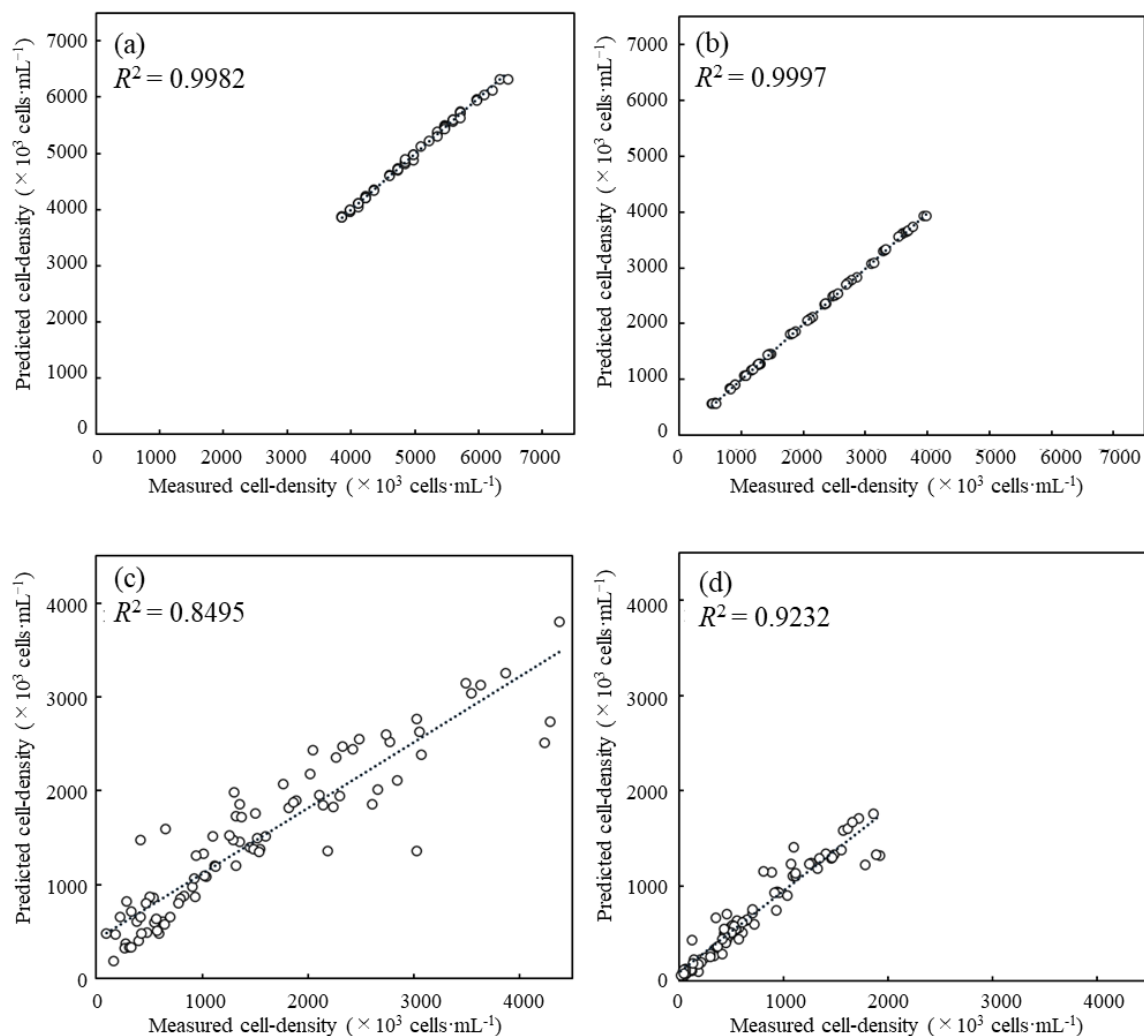 (a)
R² = 0.9982
Predicted cell-density (×10³ cells·mL⁻¹)
7000
6000
5000
4000
3000
2000
1000
0
0 1000 2000 3000 4000 5000 6000 7000
Measured cell-density (×10³ cells·mL⁻¹)
(b)
R² = 0.9997
Predicted cell-density (×10³ cells·mL⁻¹)
7000
6000
5000
4000
3000
2000
1000
0
0 1000 2000 3000 4000 5000 6000 7000
Measured cell-density (×10³ cells·mL⁻¹)
(c)
R² = 0.8495
Predicted cell-density (×10³ cells·mL⁻¹)
4000
3000
2000
1000
0
0 1000 2000 3000 4000
Measured cell-density (×10³ cells·mL⁻¹)
(d)
R² = 0.9232
Predicted cell-density (×10³ cells·mL⁻¹)
4000
3000
2000
1000
0
0 1000 2000 3000 4000
Measured cell-density (×10³ cells·mL⁻¹)